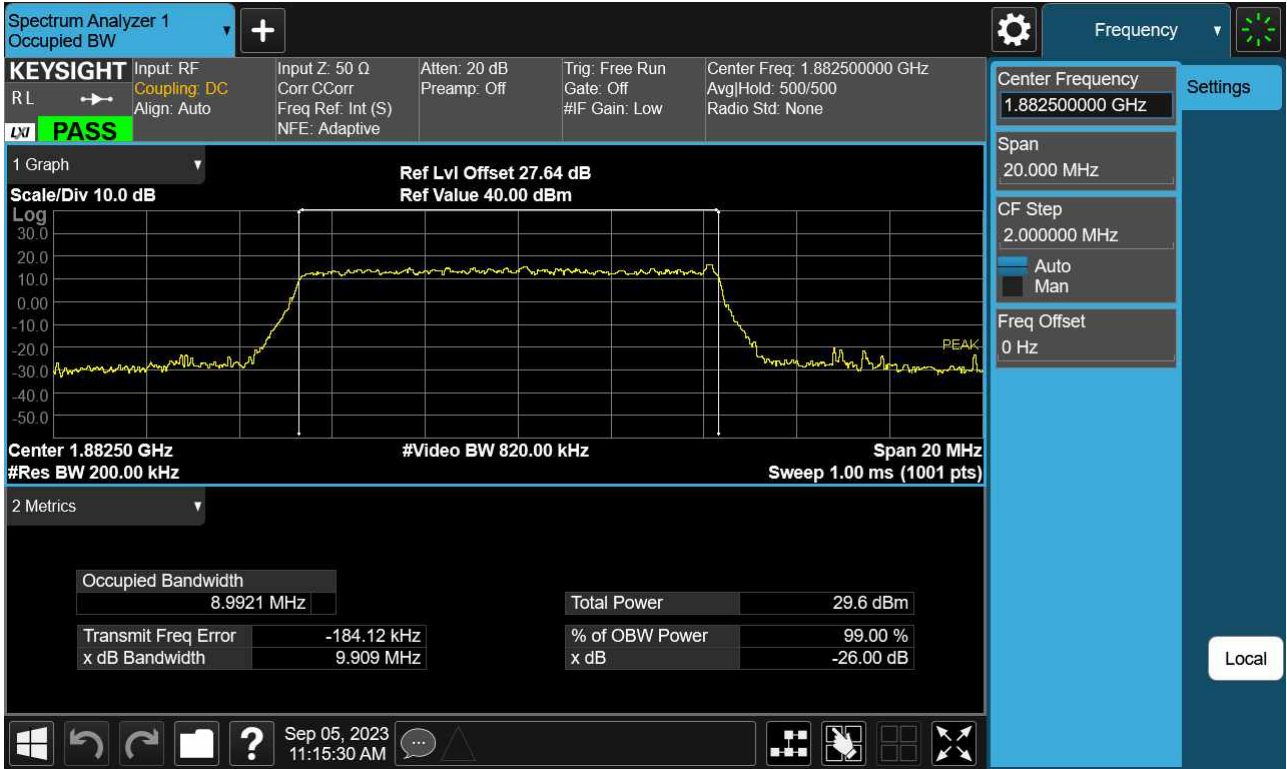 Spectrum Analyzer 1
Occupied BW
Frequency
KEYSIGHT
R L
LXI
PASS
Input: RF
Coupling: DC
Align: Auto
Input Z: 50 Ω
Corr CCorr
Freq Ref: Int (S)
NFE: Adaptive
Atten: 20 dB
Preamp: Off
Trig: Free Run
Gate: Off
#IF Gain: Low
Center Freq: 1.882500000 GHz
Avg|Hold: 500/500
Radio Std: None
Center Frequency
1.882500000 GHz
Settings
Span
20.000 MHz
CF Step
2.000000 MHz
Auto
Man
Freq Offset
0 Hz
Local
1 Graph
Scale/Div 10.0 dB
Ref Lvl Offset 27.64 dB
Ref Value 40.00 dBm
Log
30.0
20.0
10.0
0.00
-10.0
-20.0
-30.0
-40.0
-50.0
PEAK
Center 1.88250 GHz
#Video BW 820.00 kHz
Span 20 MHz
#Res BW 200.00 kHz
Sweep 1.00 ms (1001 pts)
2 Metrics
Occupied Bandwidth
8.9921 MHz
Total Power 29.6 dBm
Transmit Freq Error -184.12 kHz
% of OBW Power 99.00 %
x dB Bandwidth 9.909 MHz
x dB -26.00 dB
?
Sep 05, 2023
11:15:30 AM